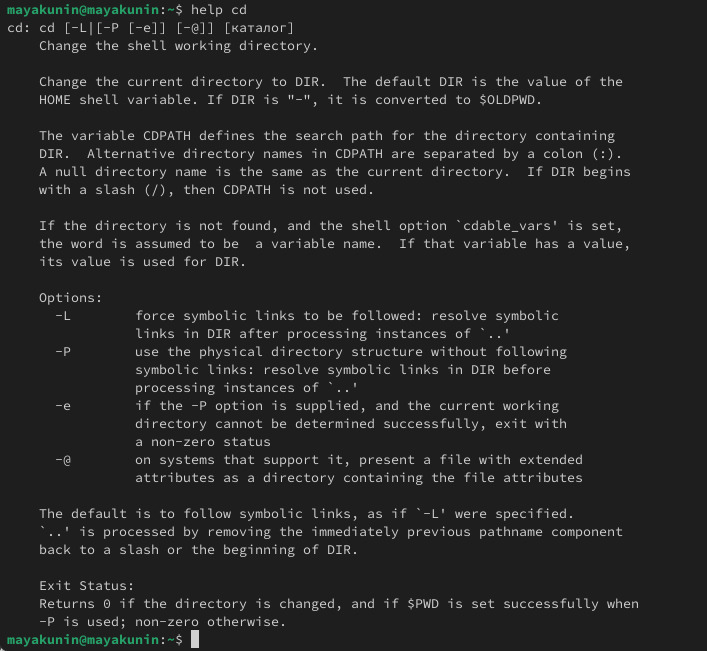 mayakunin@mayakunin:~$ help cd
cd: cd [-L|[-P [-e]] [-@]] [каталог]
    Change the shell working directory.

    Change the current directory to DIR.  The default DIR is the value of the
    HOME shell variable. If DIR is "-", it is converted to $OLDPWD.

    The variable CDPATH defines the search path for the directory containing
    DIR.  Alternative directory names in CDPATH are separated by a colon (:).
    A null directory name is the same as the current directory.  If DIR begins
    with a slash (/), then CDPATH is not used.

    If the directory is not found, and the shell option `cdable_vars' is set,
    the word is assumed to be  a variable name.  If that variable has a value,
    its value is used for DIR.

    Options:
      -L        force symbolic links to be followed: resolve symbolic
                links in DIR after processing instances of `..'
      -P        use the physical directory structure without following
                symbolic links: resolve symbolic links in DIR before
                processing instances of `..'
      -e        if the -P option is supplied, and the current working
                directory cannot be determined successfully, exit with
                a non-zero status
      -@        on systems that support it, present a file with extended
                attributes as a directory containing the file attributes

    The default is to follow symbolic links, as if `-L' were specified.
    `..' is processed by removing the immediately previous pathname component
    back to a slash or the beginning of DIR.

    Exit Status:
    Returns 0 if the directory is changed, and if $PWD is set successfully when
    -P is used; non-zero otherwise.
mayakunin@mayakunin:~$